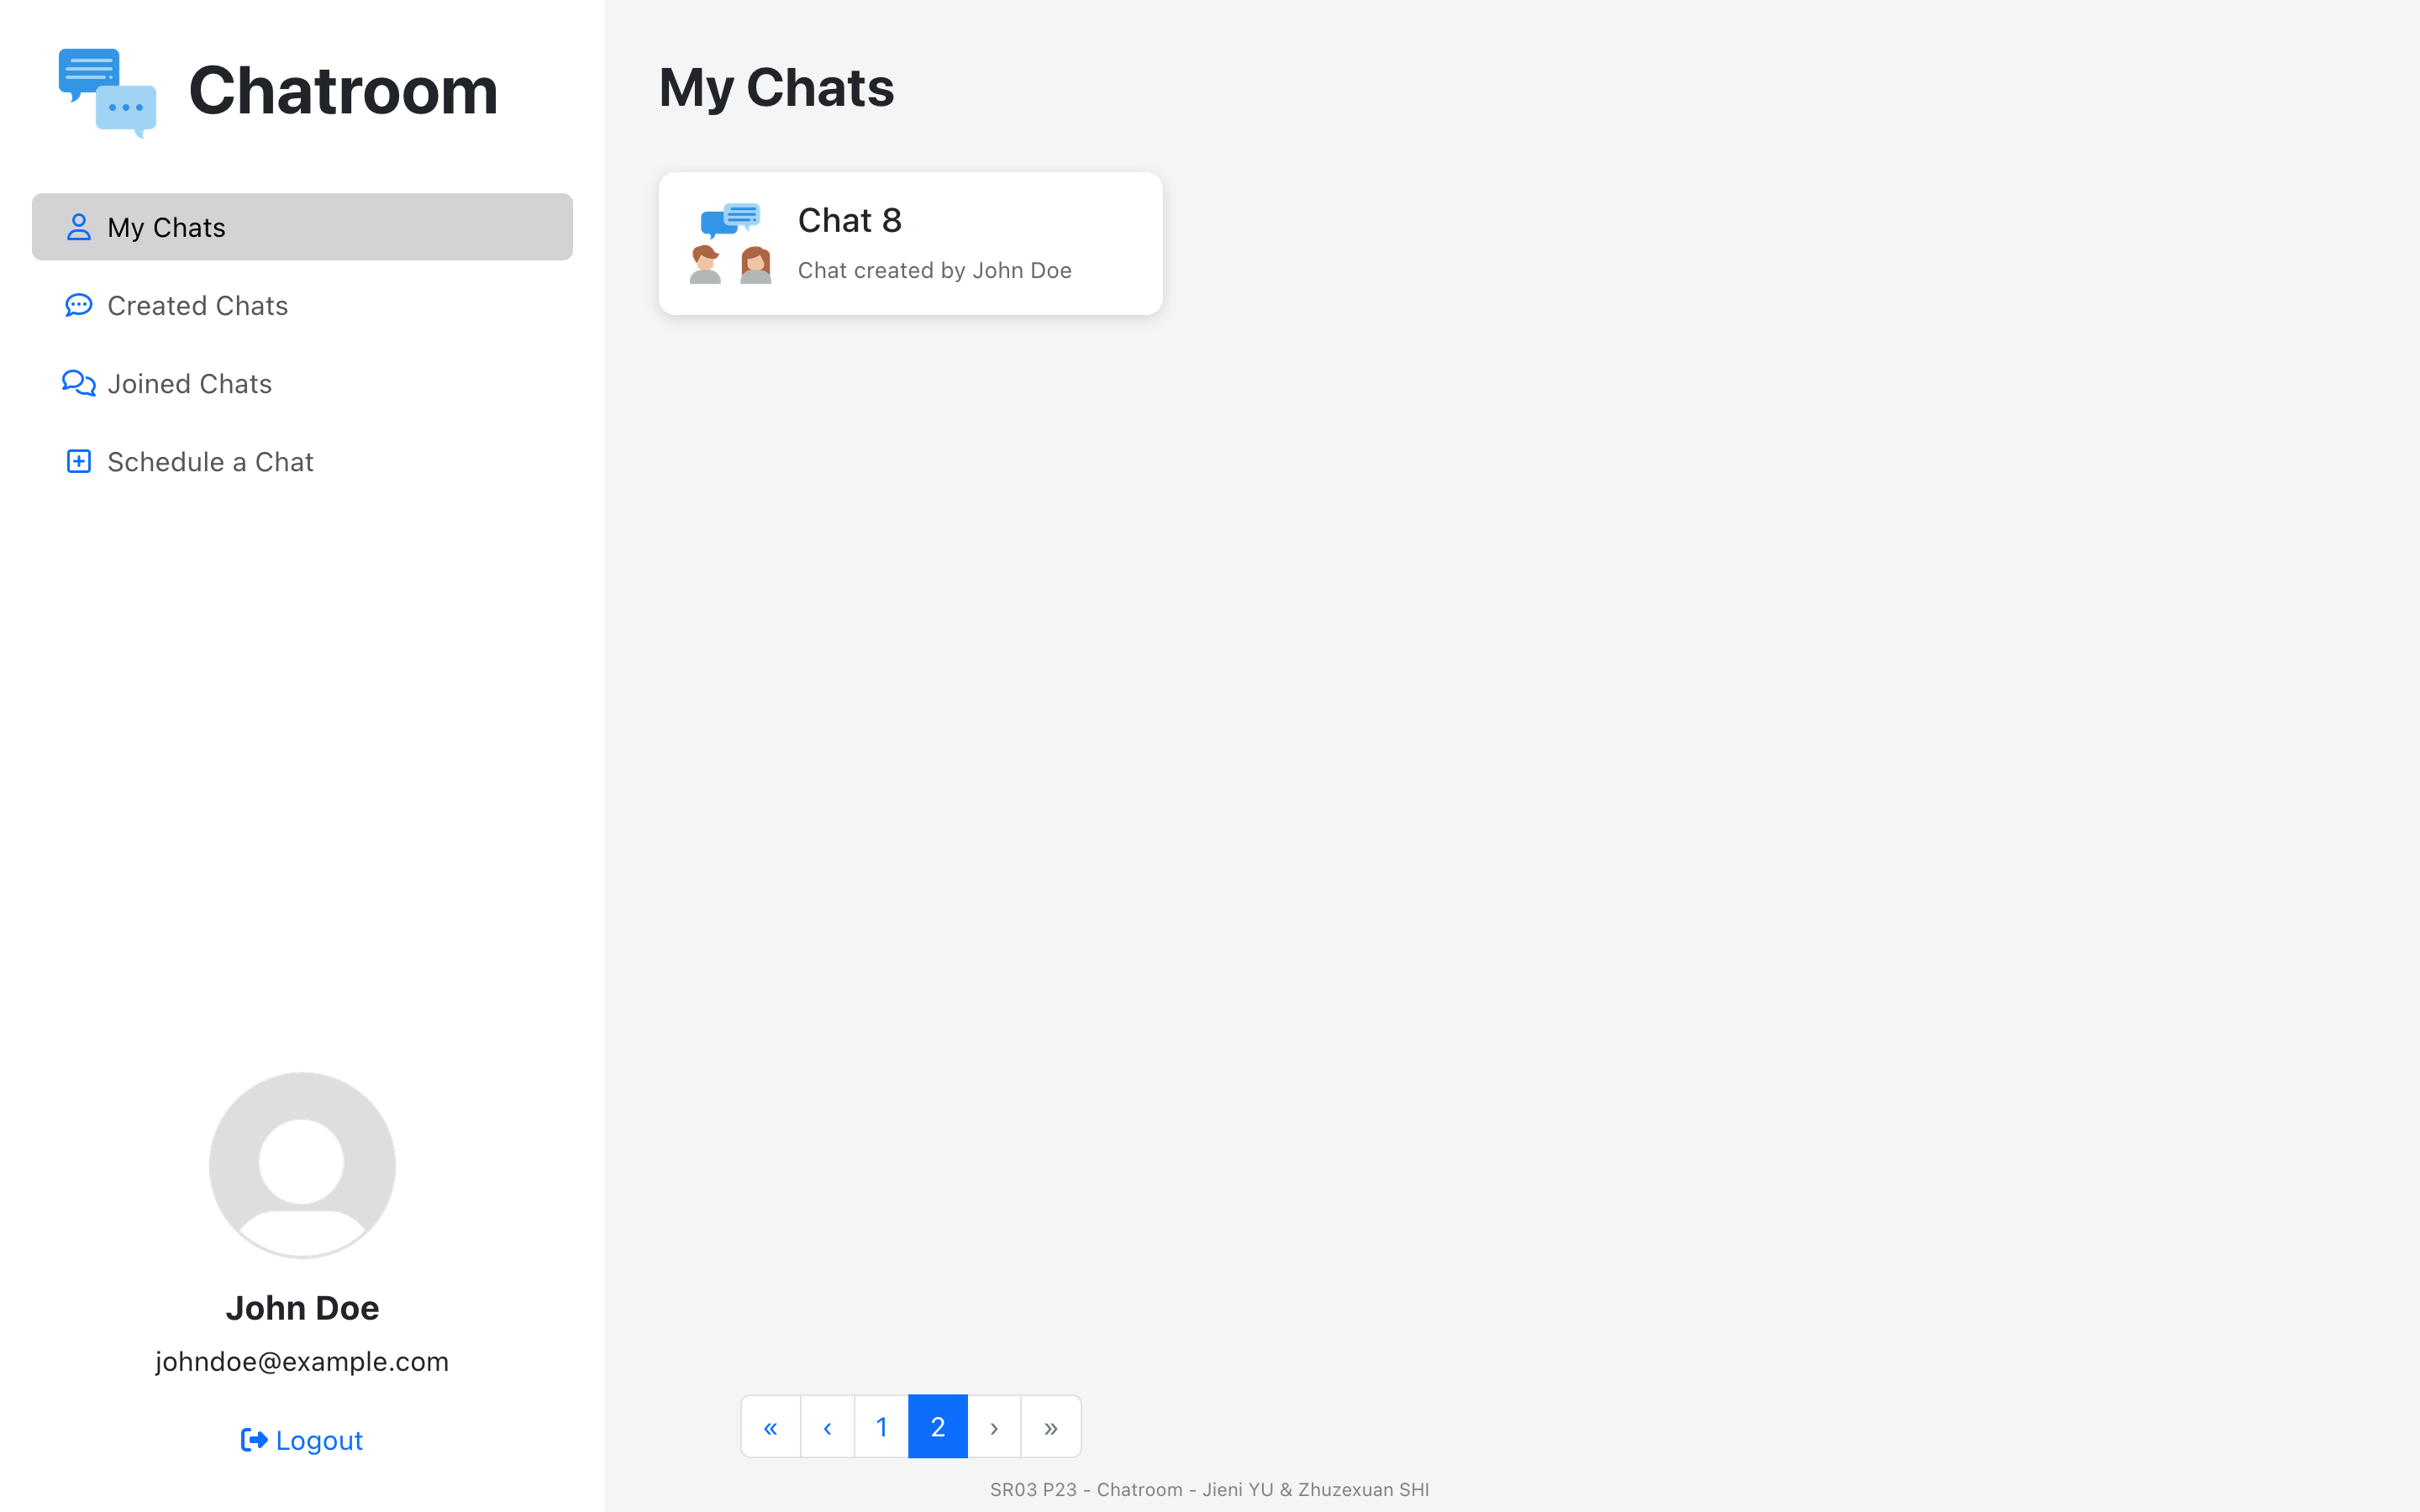 Chatroom
My Chats
Created Chats
Joined Chats
Schedule a Chat
John Doe
johndoe@example.com
Logout
My Chats
Chat 8
Chat created by John Doe
« ‹ 1 2 › »
SR03 P23 - Chatroom - Jieni YU & Zhuzexuan SHI